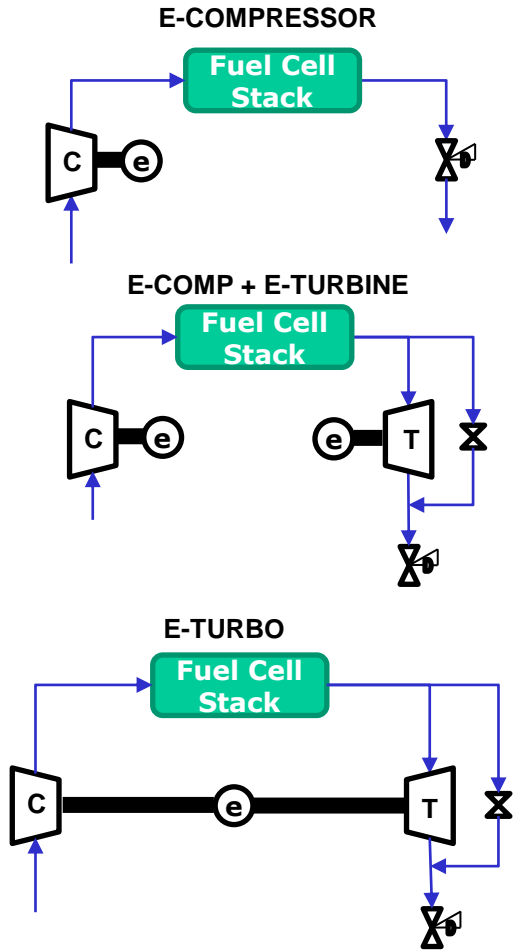 E-COMPRESSOR
Fuel Cell
Stack
C
e
D
E-COMP + E-TURBINE
Fuel Cell
Stack
C
e
e
T
D
E-TURBO
Fuel Cell
Stack
C
e
T
D